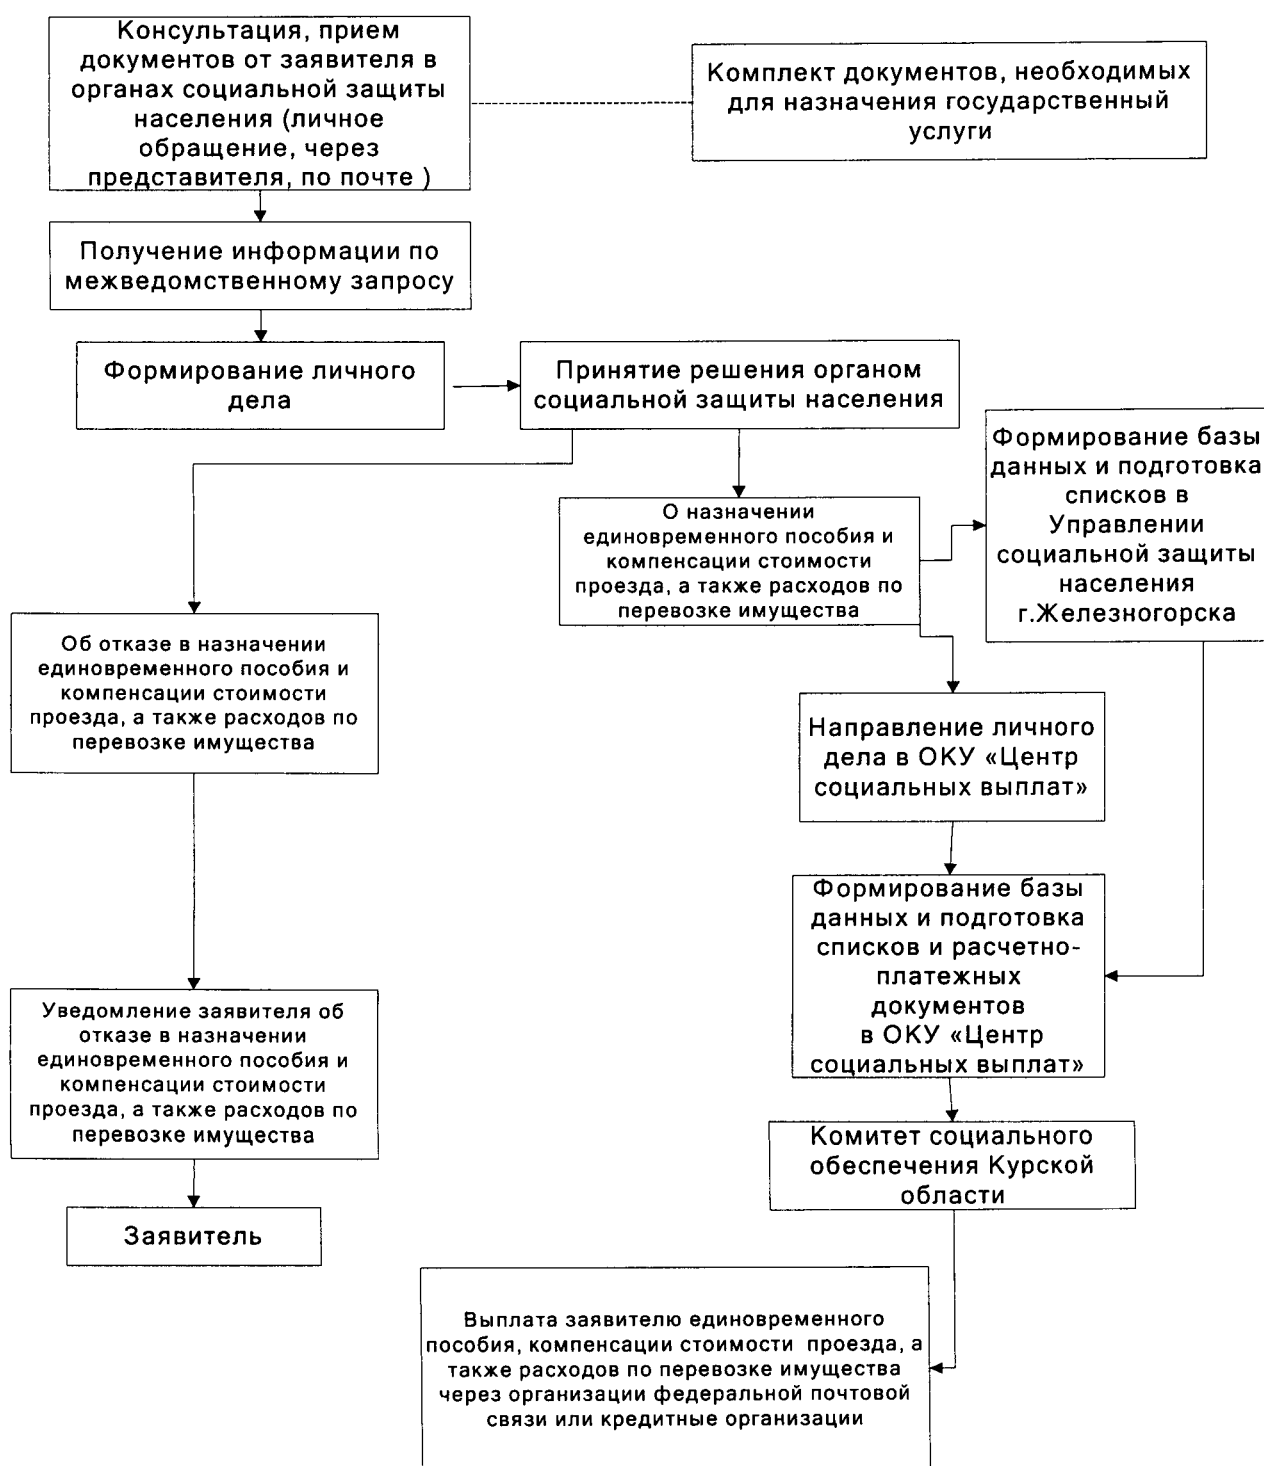 Консультация, прием
документов от заявителя в
органах социальной защиты
населения (личное
обращение, через
представителя, по почте )
Комплект документов, необходимых
для назначения государственный
услуги
Получение информации по
межведомственному запросу
Формирование личного
дела
Принятие решения органом
социальной защиты населения
Формирование базы
данных и подготовка
списков в
Управлении
социальной защиты
населения
г.Железногорска
О назначении
единовременного пособия и
компенсации стоимости
проезда, а также расходов по
перевозке имущества
Об отказе в назначении
единовременного пособия и
компенсации стоимости
проезда, а также расходов по
перевозке имущества
Направление личного
дела в ОКУ «Центр
социальных выплат»
Формирование базы
данных и подготовка
списков и расчетно-
платежных
документов
в ОКУ «Центр
социальных выплат»
Уведомление заявителя об
отказе в назначении
единовременного пособия и
компенсации стоимости
проезда, а также расходов по
перевозке имущества
Комитет социального
обеспечения Курской
области
Заявитель
Выплата заявителю единовременного
пособия, компенсации стоимости проезда, а
также расходов по перевозке имущества
через организации федеральной почтовой
связи или кредитные организации